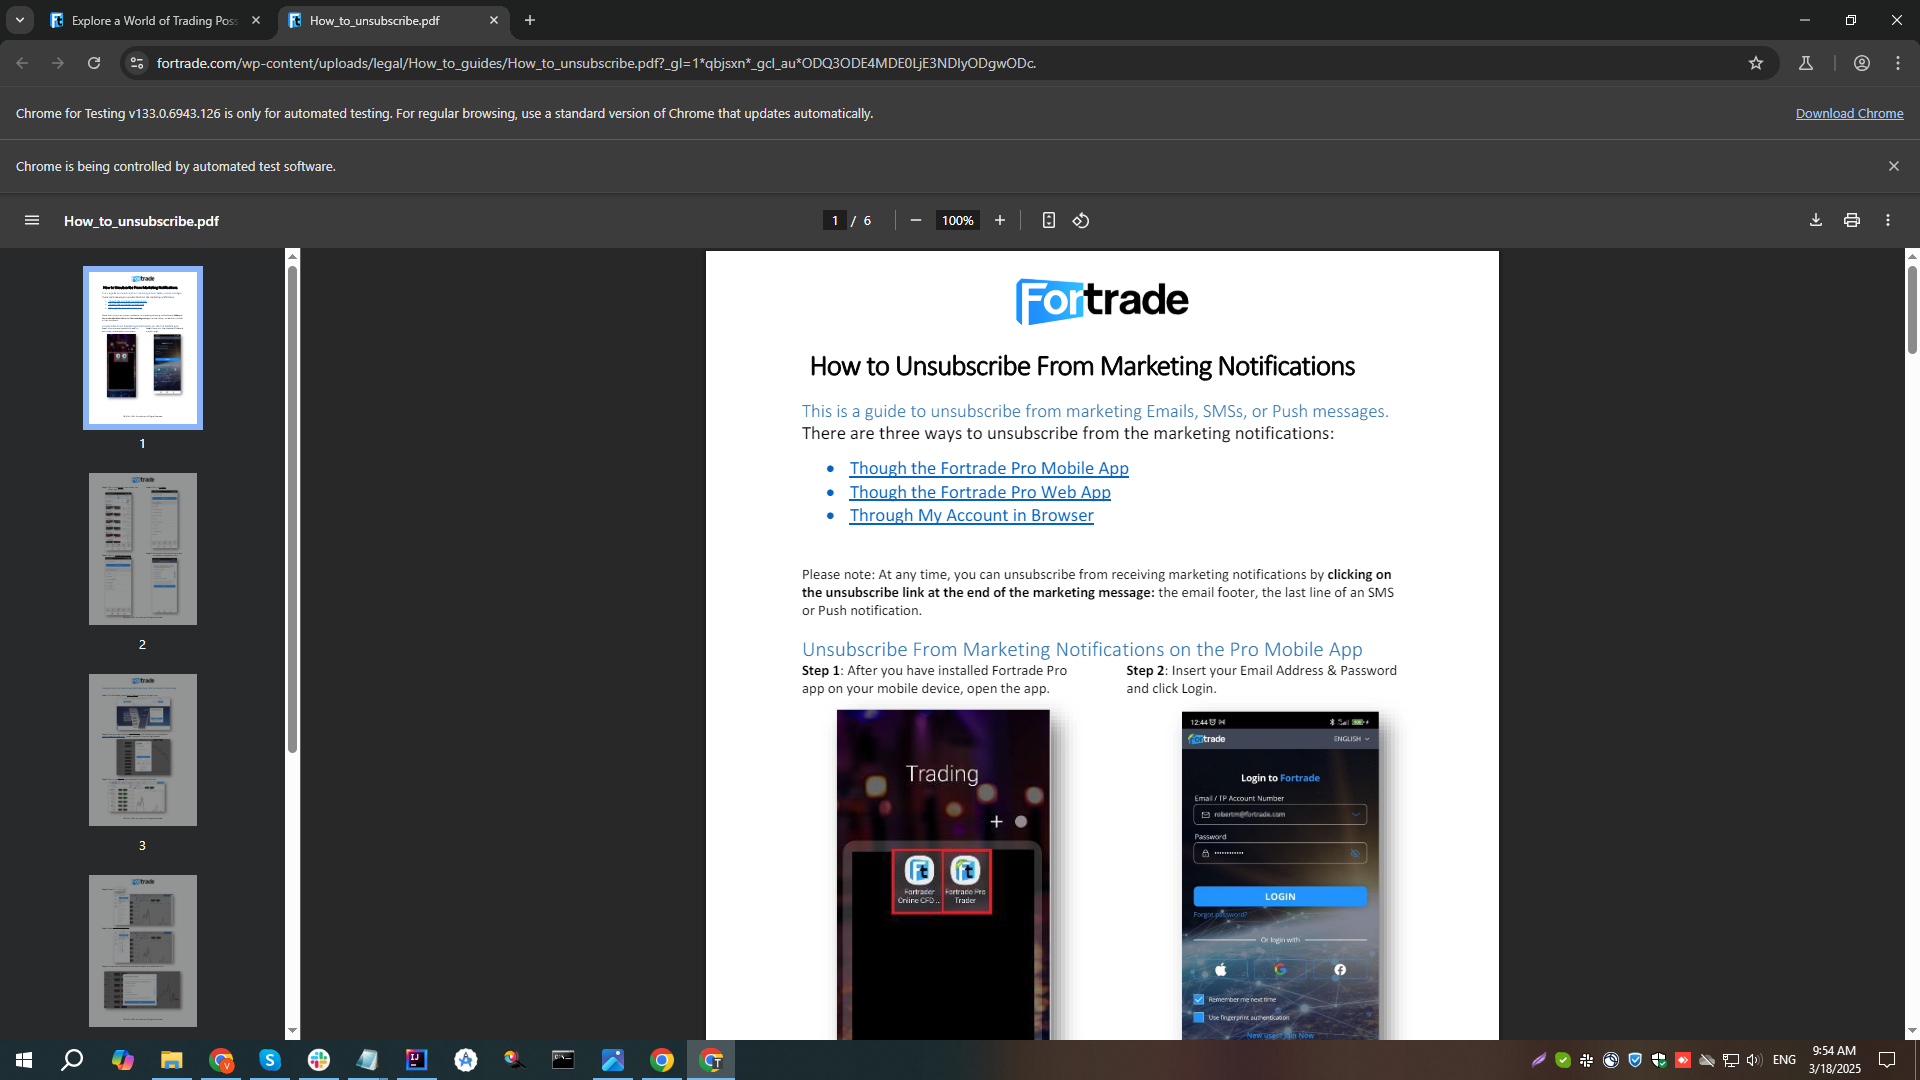 Explore a World of Trading Poss
How_to_unsubscribe.pdf
fortrade.com/wp-content/uploads/legal/How_to_guides/How_to_unsubscribe.pdf?_gl=1*qbjsxn*_gcl_au*ODQ3ODE4MDE0LjE3NDIyODgwODc.
Chrome for Testing v133.0.6943.126 is only for automated testing. For regular browsing, use a standard version of Chrome that updates automatically.
Download Chrome
Chrome is being controlled by automated test software.
How_to_unsubscribe.pdf
1 / 6
100%
1
2
3
Fortrade
How to Unsubscribe From Marketing Notifications
This is a guide to unsubscribe from marketing Emails, SMSs, or Push messages.
There are three ways to unsubscribe from the marketing notifications:
• Though the Fortrade Pro Mobile App
• Though the Fortrade Pro Web App
• Through My Account in Browser
Please note: At any time, you can unsubscribe from receiving marketing notifications by clicking on
the unsubscribe link at the end of the marketing message: the email footer, the last line of an SMS
or Push notification.
Unsubscribe From Marketing Notifications on the Pro Mobile App
Step 1: After you have installed Fortrade Pro
app on your mobile device, open the app.
Step 2: Insert your Email Address & Password
and click Login.
Trading
Fortrader
Online CFD ..
Fortrade Pro
Trader
12:44
Fortrade
ENGLISH
Login to Fortrade
Email / TP Account Number
robertm@fortrade.com
Password
LOGIN
Forgot password?
Or login with
Remember me next time
Use fingerprint authentication
New user? Join Now
ENG
9:54 AM
3/18/2025